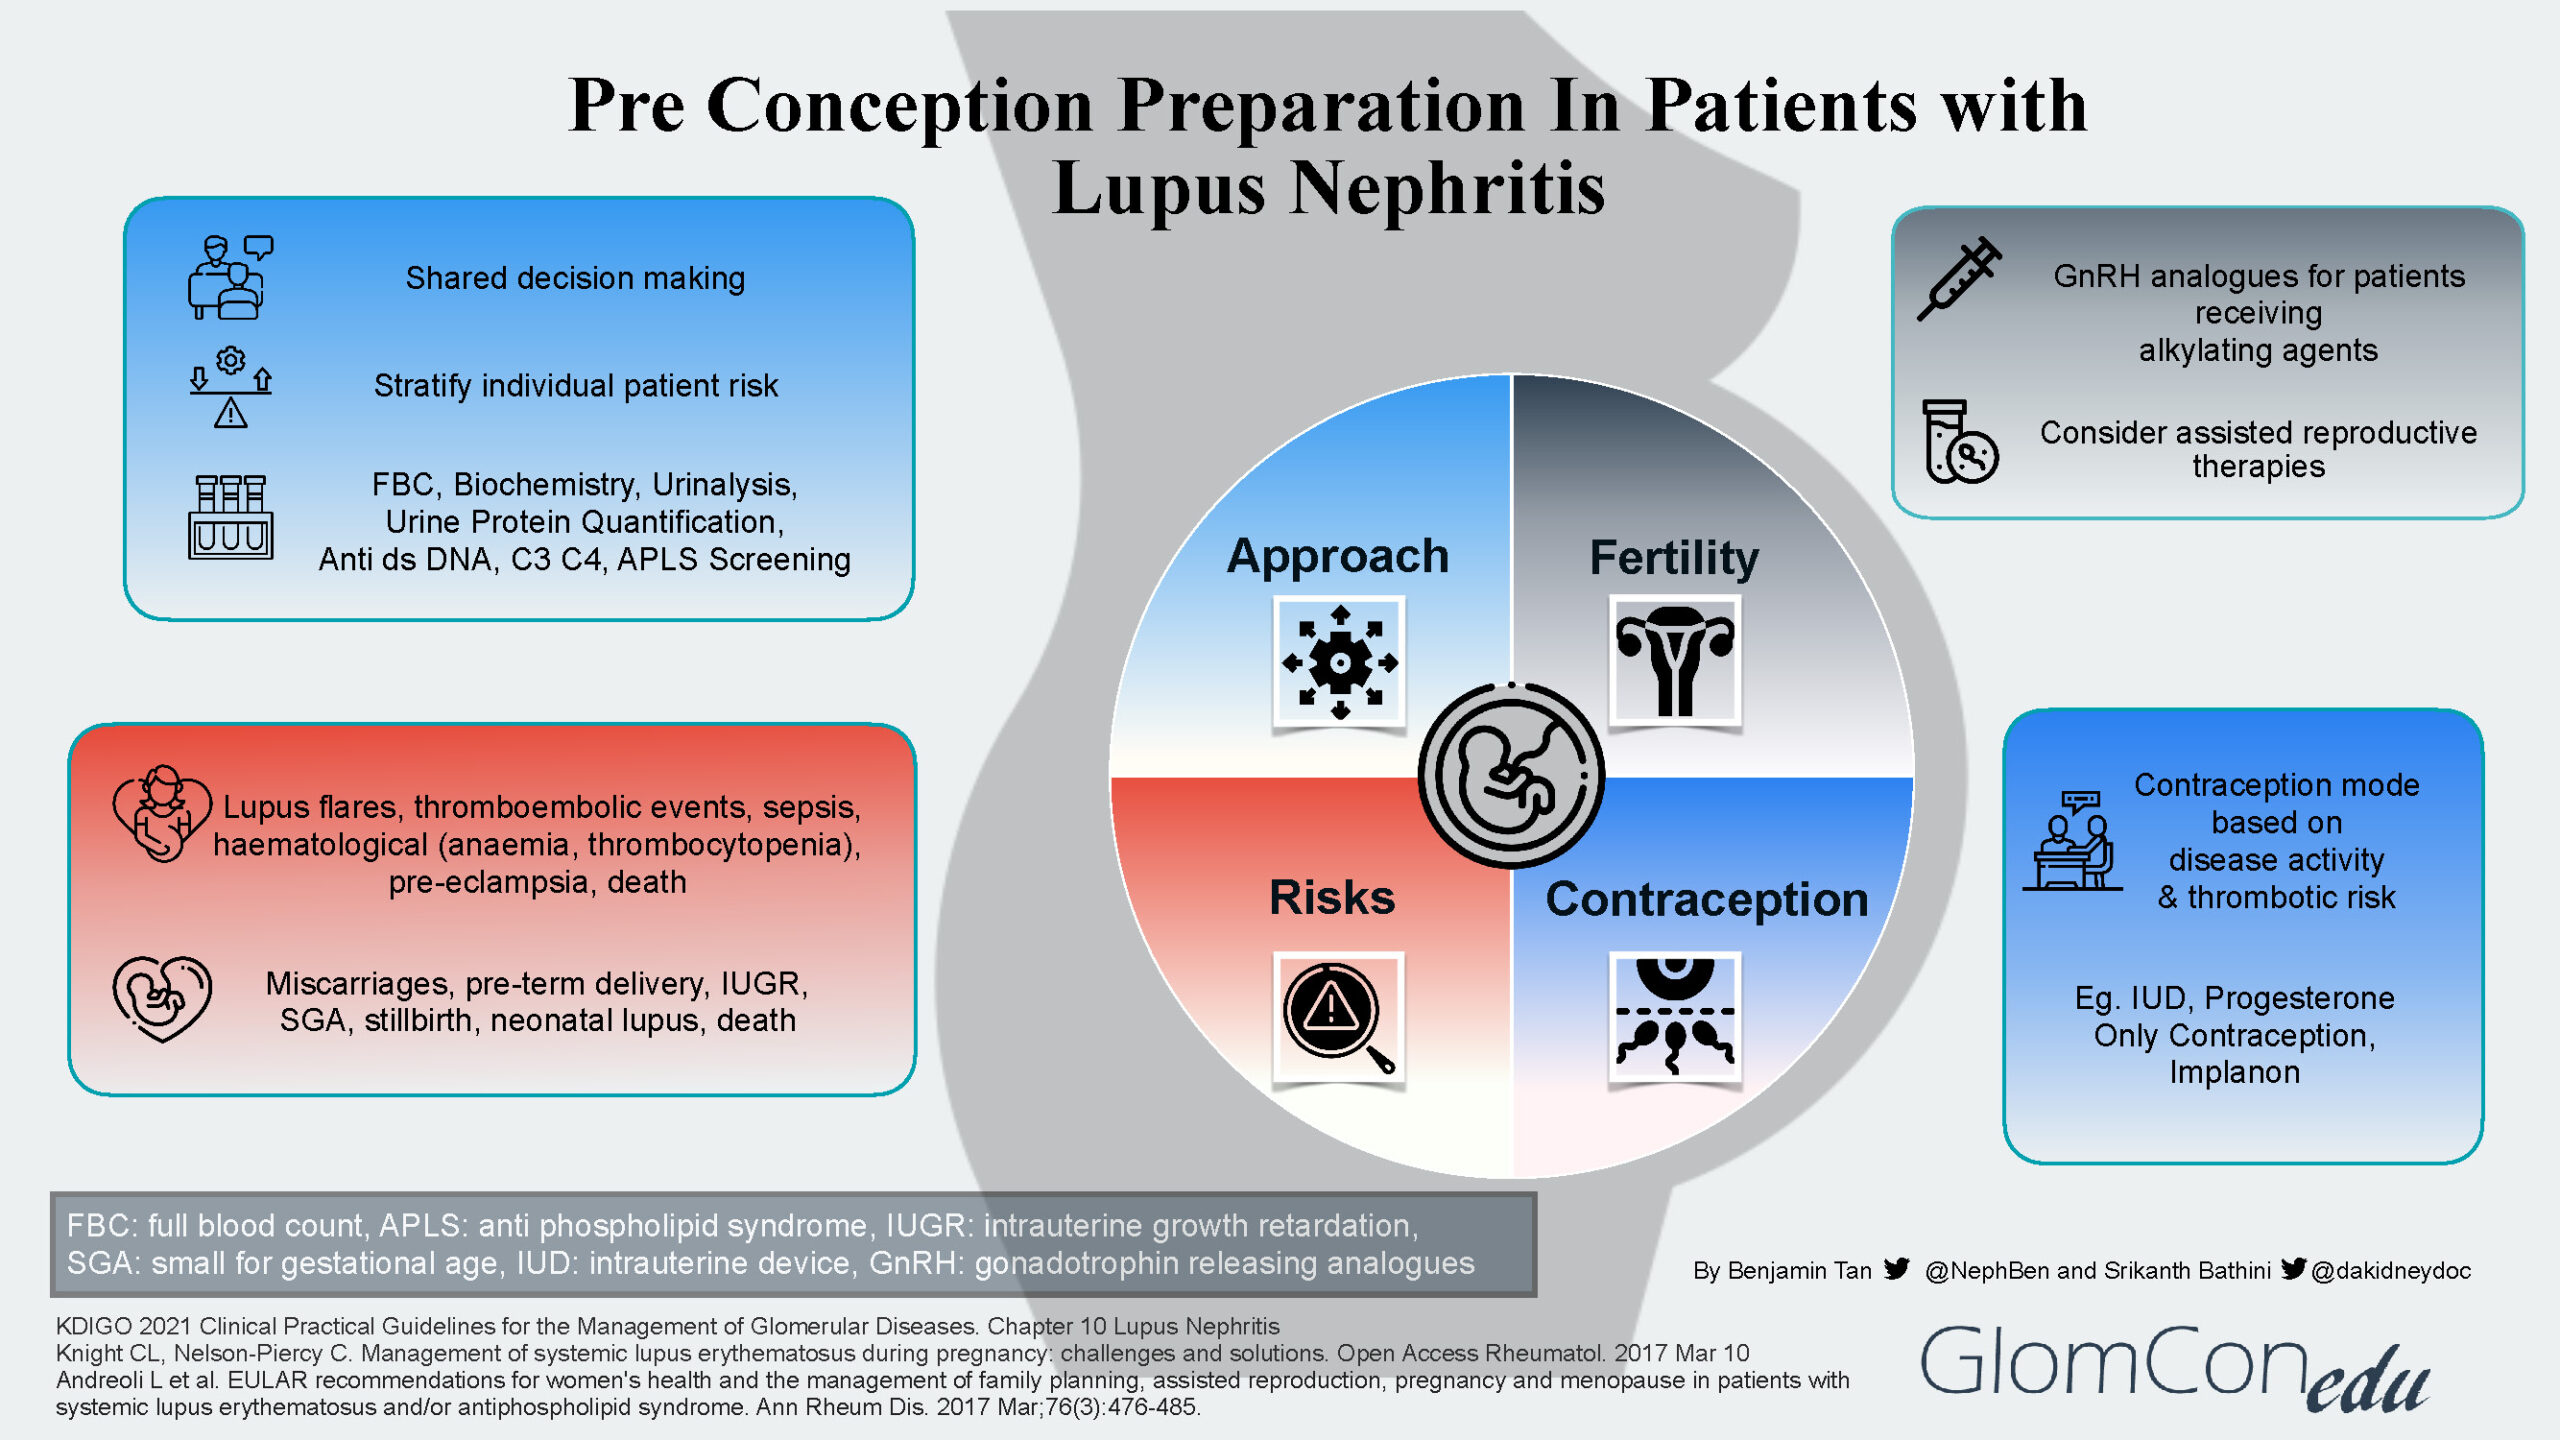 Pre Conception Preparation In Patients with
Lupus Nephritis
Shared decision making
Stratify individual patient risk
FBC, Biochemistry, Urinalysis,
Urine Protein Quantification,
Anti ds DNA, C3 C4, APLS Screening
GnRH analogues for patients
receiving
alkylating agents
Consider assisted reproductive
therapies
Approach
Fertility
Risks
Contraception
Lupus flares, thromboembolic events, sepsis,
haematological (anaemia, thrombocytopenia),
pre-eclampsia, death
Miscarriages, pre-term delivery, IUGR,
SGA, stillbirth, neonatal lupus, death
Contraception mode
based on
disease activity
& thrombotic risk
Eg. IUD, Progesterone
Only Contraception,
Implanon
FBC: full blood count, APLS: anti phospholipid syndrome, IUGR: intrauterine growth retardation,
SGA: small for gestational age, IUD: intrauterine device, GnRH: gonadotrophin releasing analogues
By Benjamin Tan @NephBen and Srikanth Bathini @dakidneydoc
KDIGO 2021 Clinical Practical Guidelines for the Management of Glomerular Diseases. Chapter 10 Lupus Nephritis
Knight CL, Nelson-Piercy C. Management of systemic lupus erythematosus during pregnancy: challenges and solutions. Open Access Rheumatol. 2017 Mar 10
Andreoli L et al. EULAR recommendations for women's health and the management of family planning, assisted reproduction, pregnancy and menopause in patients with
systemic lupus erythematosus and/or antiphospholipid syndrome. Ann Rheum Dis. 2017 Mar;76(3):476-485.
GlomConedu